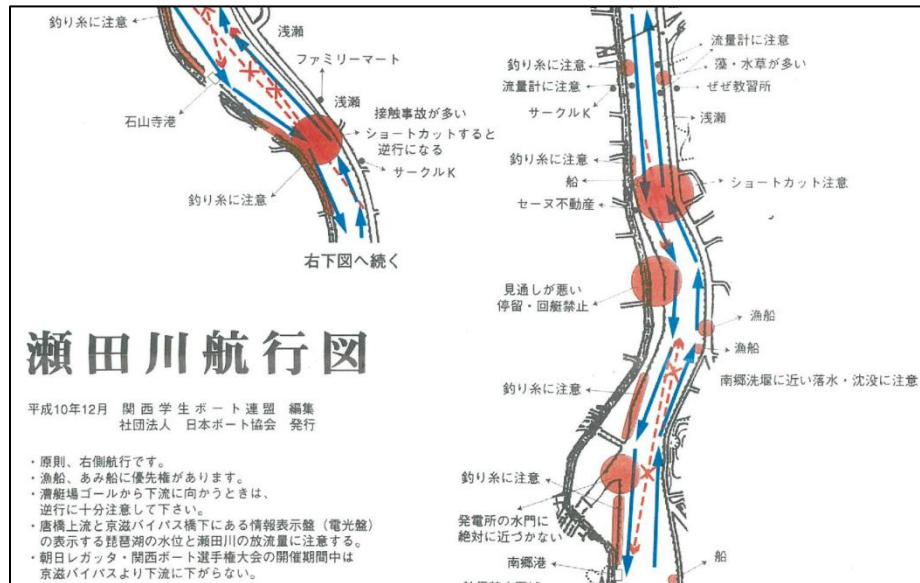 釣り糸に注意
浅瀬
ファミリーマート
浅瀬
石山寺港
接触事故が多い
ショートカットすると
逆行になる
サークルK
釣り糸に注意
右下図へ続く
瀬田川航行図
平成10年12月 関西学生ボート連盟 編集
社団法人 日本ボート協会 発行
・原則、右側航行です。
・漁船、あみ船に優先権があります。
・漕艇場ゴールから下流に向かうときは、
逆行に十分注意して下さい。
・唐橋上流と京滋バイパス橋下にある情報表示盤（電光盤）
の表示する琵琶湖の水位と瀬田川の放流量に注意する。
・朝日レガッタ・関西ボート選手権大会の開催期間中は
京滋バイパスより下流に下がらない。
流量計に注意
釣り糸に注意
藻・水草が多い
流量計に注意
ぜぜ教習所
サークルK
浅瀬
釣り糸に注意
船
ショートカット注意
セーヌ不動産
見通しが悪い
停留・回艇禁止
漁船
漁船
南郷洗堰に近い落水・沈没に注意
釣り糸に注意
釣り糸に注意
発電所の水門に
絶対に近づかない
南郷港
船